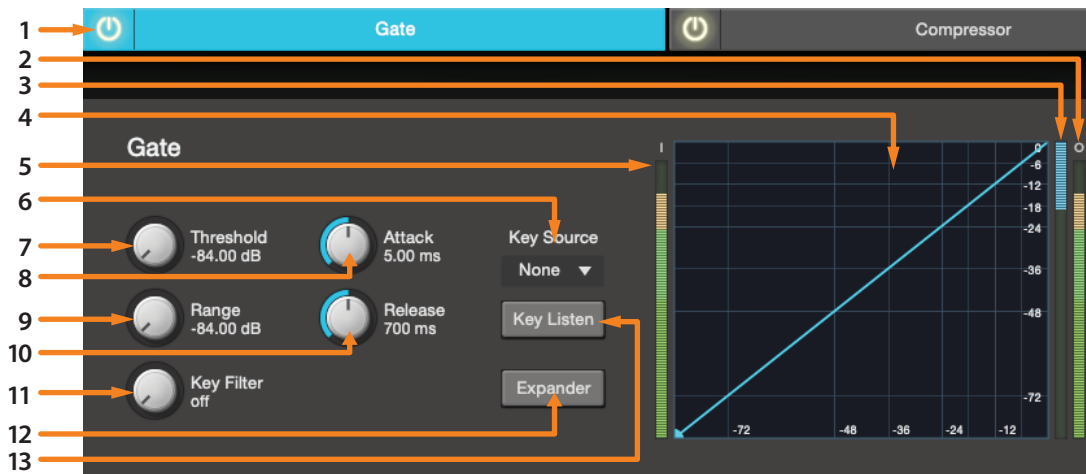 1
Gate
Compressor
2
3
4
Gate
5
I
0
O
-6
6
-12
-18
7
Threshold
-84.00 dB
Attack
5.00 ms
Key Source
-24
8
None
-36
9
Range
-84.00 dB
Release
700 ms
Key Listen
-48
10
11
Key Filter
off
Expander
-72
12
-72
-48
-36
-24
-12
13